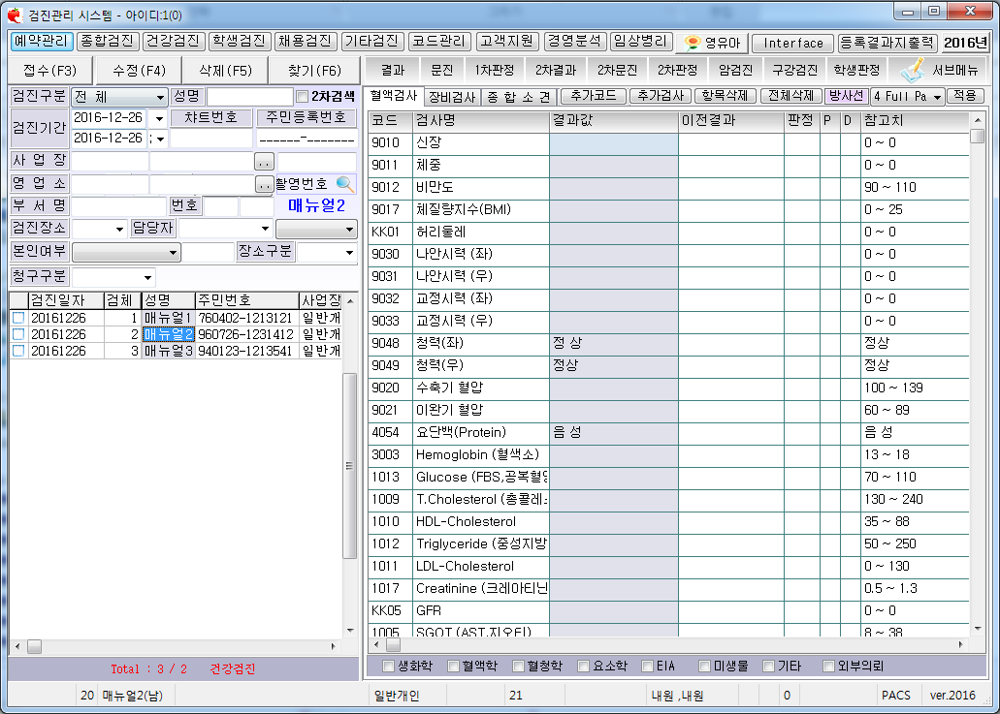 검진관리 시스템 - 아이디:1(0)
예약관리 종합검진 건강검진 학생검진 채용검진 기타검진 코드관리 고객지원 경영분석 임상병리 영유아 Interface 등록결과지출력 2016년
접수(F3) 수정(F4) 삭제(F5) 찾기(F6) 결과 문진 1차판정 2차결과 2차문진 2차판정 암검진 구강검진 학생판정 서브메뉴
검진구분 전 체 성명 2차검색
혈액검사 장비검사 종 합 소 견 추가코드 추가검사 항목삭제 전체삭제 방사선 4 Full Pa 적용
검진기간 2016-12-26 챠트번호 주민등록번호
2016-12-26 : ______-_______
사 업 장 ..
영 업 소 .. 촬영번호
부 서 명 번호 매뉴얼2
검진장소 담당자
본인여부 장소구분
청구구분
검진일자 검체 성명 주민번호 사업장
20161226 1 매뉴얼1 760402-1213121 일반개
20161226 2 매뉴얼2 960726-1231412 일반개
20161226 3 매뉴얼3 940123-1213541 일반개
Total : 3 / 2 건강검진
코드 검사명 결과값 이전결과 판정 P D 참고치
9010 신장 0 ~ 0
9011 체중 0 ~ 0
9012 비만도 90 ~ 110
9017 체질량지수(BMI) 0 ~ 25
KK01 허리둘레 0 ~ 0
9030 나안시력 (좌) 0 ~ 0
9031 나안시력 (우) 0 ~ 0
9032 교정시력 (좌) 0 ~ 0
9033 교정시력 (우) 0 ~ 0
9048 청력(좌) 정 상 정상
9049 청력(우) 정상 정상
9020 수축기 혈압 100 ~ 139
9021 이완기 혈압 60 ~ 89
4054 요단백(Protein) 음 성 음 성
3003 Hemoglobin (혈색소) 13 ~ 18
1013 Glucose (FBS,공복혈당 70 ~ 110
1009 T.Cholesterol (총콜레스 130 ~ 240
1010 HDL-Cholesterol 35 ~ 88
1012 Triglyceride (중성지방 50 ~ 250
1011 LDL-Cholesterol 0 ~ 130
1017 Creatinine (크레아티닌 0.5 ~ 1.3
KK05 GFR 0 ~ 0
1005 SGOT (AST,지오티) 8 ~ 38
생화학 혈액학 혈청학 요소학 EIA 미생물 기타 외부의뢰
20 매뉴얼2(남) 일반개인 21 내원 ,내원 0 PACS ver.2016